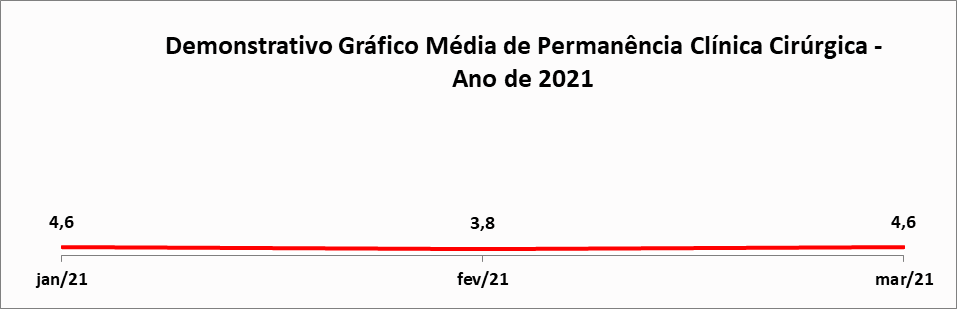 Demonstrativo Gráfico Média de Permanência Clínica Cirúrgica -
Ano de 2021
4,6
3,8
4,6
jan/21
fev/21
mar/21